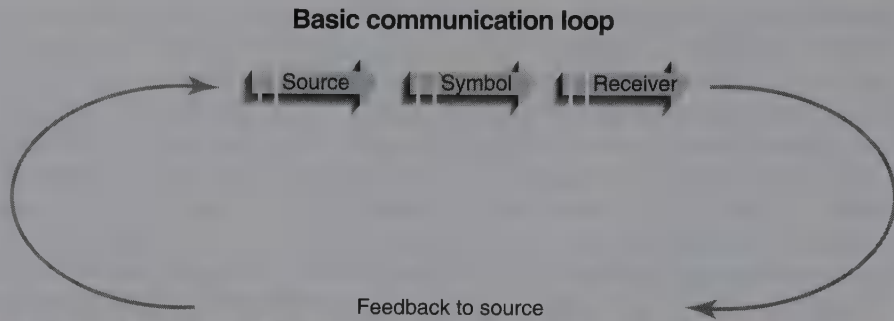 Basic communication loop
Source Symbol Receiver
Feedback to source